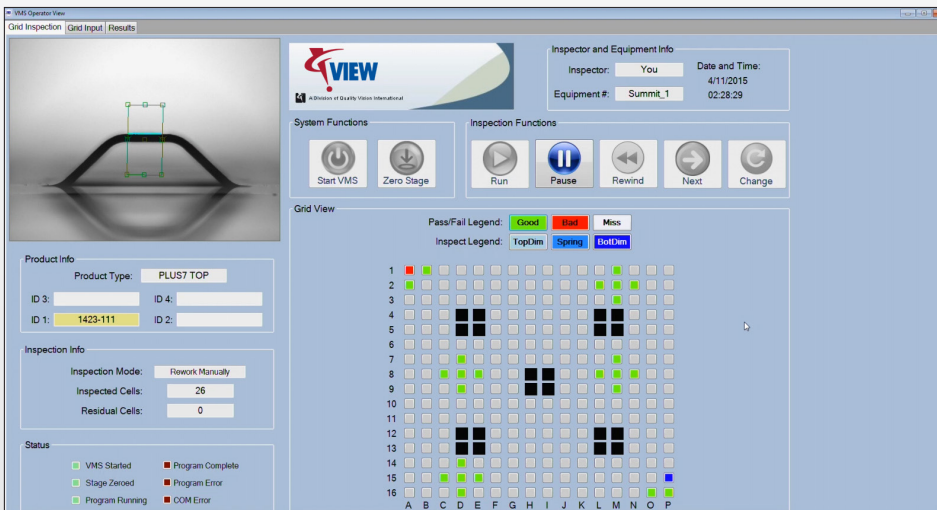 VMS Operator View
Grid Inspection Grid Input Results
VIEW
A Division of Quality Vision International
Inspector and Equipment Info
Inspector: You
Equipment #: Summit_1
Date and Time:
4/11/2015
02:28:29
System Functions
Start VMS Zero Stage
Inspection Functions
Run Pause Rewind Next Change
Grid View
Pass/Fail Legend: Good Bad Miss
Inspect Legend: TopDim Spring BotDim
Product Info
Product Type: PLUS7 TOP
ID 3: ID 4:
ID 1: 1423-111 ID 2:
Inspection Info
Inspection Mode: Rework Manually
Inspected Cells: 26
Residual Cells: 0
Status
VMS Started Program Complete
Stage Zeroed Program Error
Program Running COM Error
1
2
3
4
5
6
7
8
9
10
11
12
13
14
15
16
A B C D E F G H I J K L M N O P